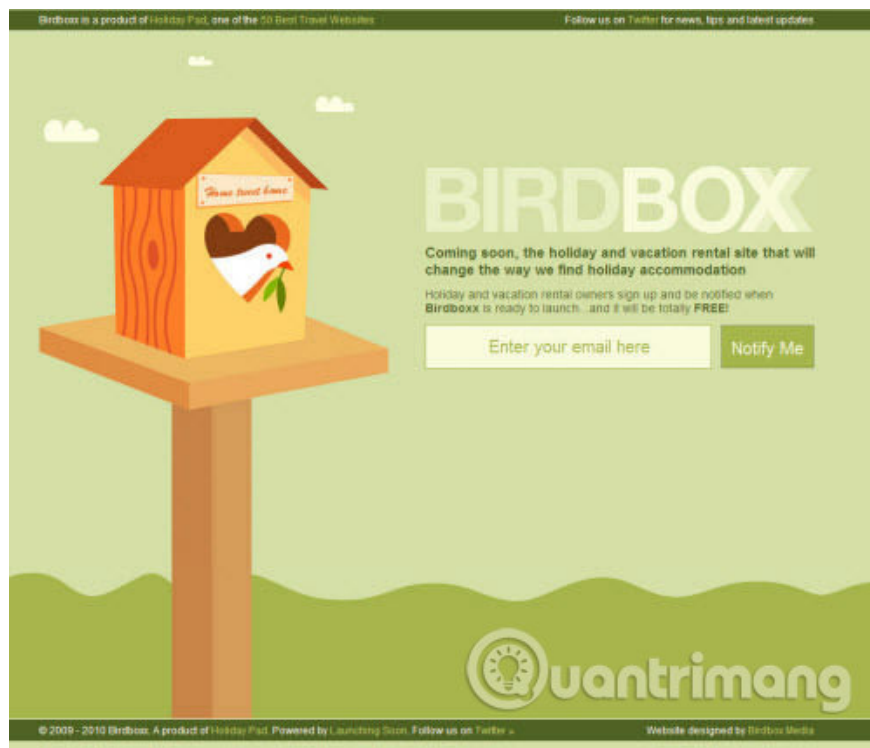 Birdboxx is a product of Holiday Pad, one of the 50 Best Travel Websites
Follow us on Twitter for news, tips and latest updates
Home tweet home
BIRDBOXX
Coming soon, the holiday and vacation rental site that will
change the way we find holiday accommodation
Holiday and vacation rental owners sign up and be notified when
Birdboxx is ready to launch...and it will be totally FREE!
Enter your email here
Notify Me
Quantrimang
© 2009 - 2010 Birdboxx. A product of Holiday Pad. Powered by Launching Soon. Follow us on Twitter »
Website designed by Birdbox Media